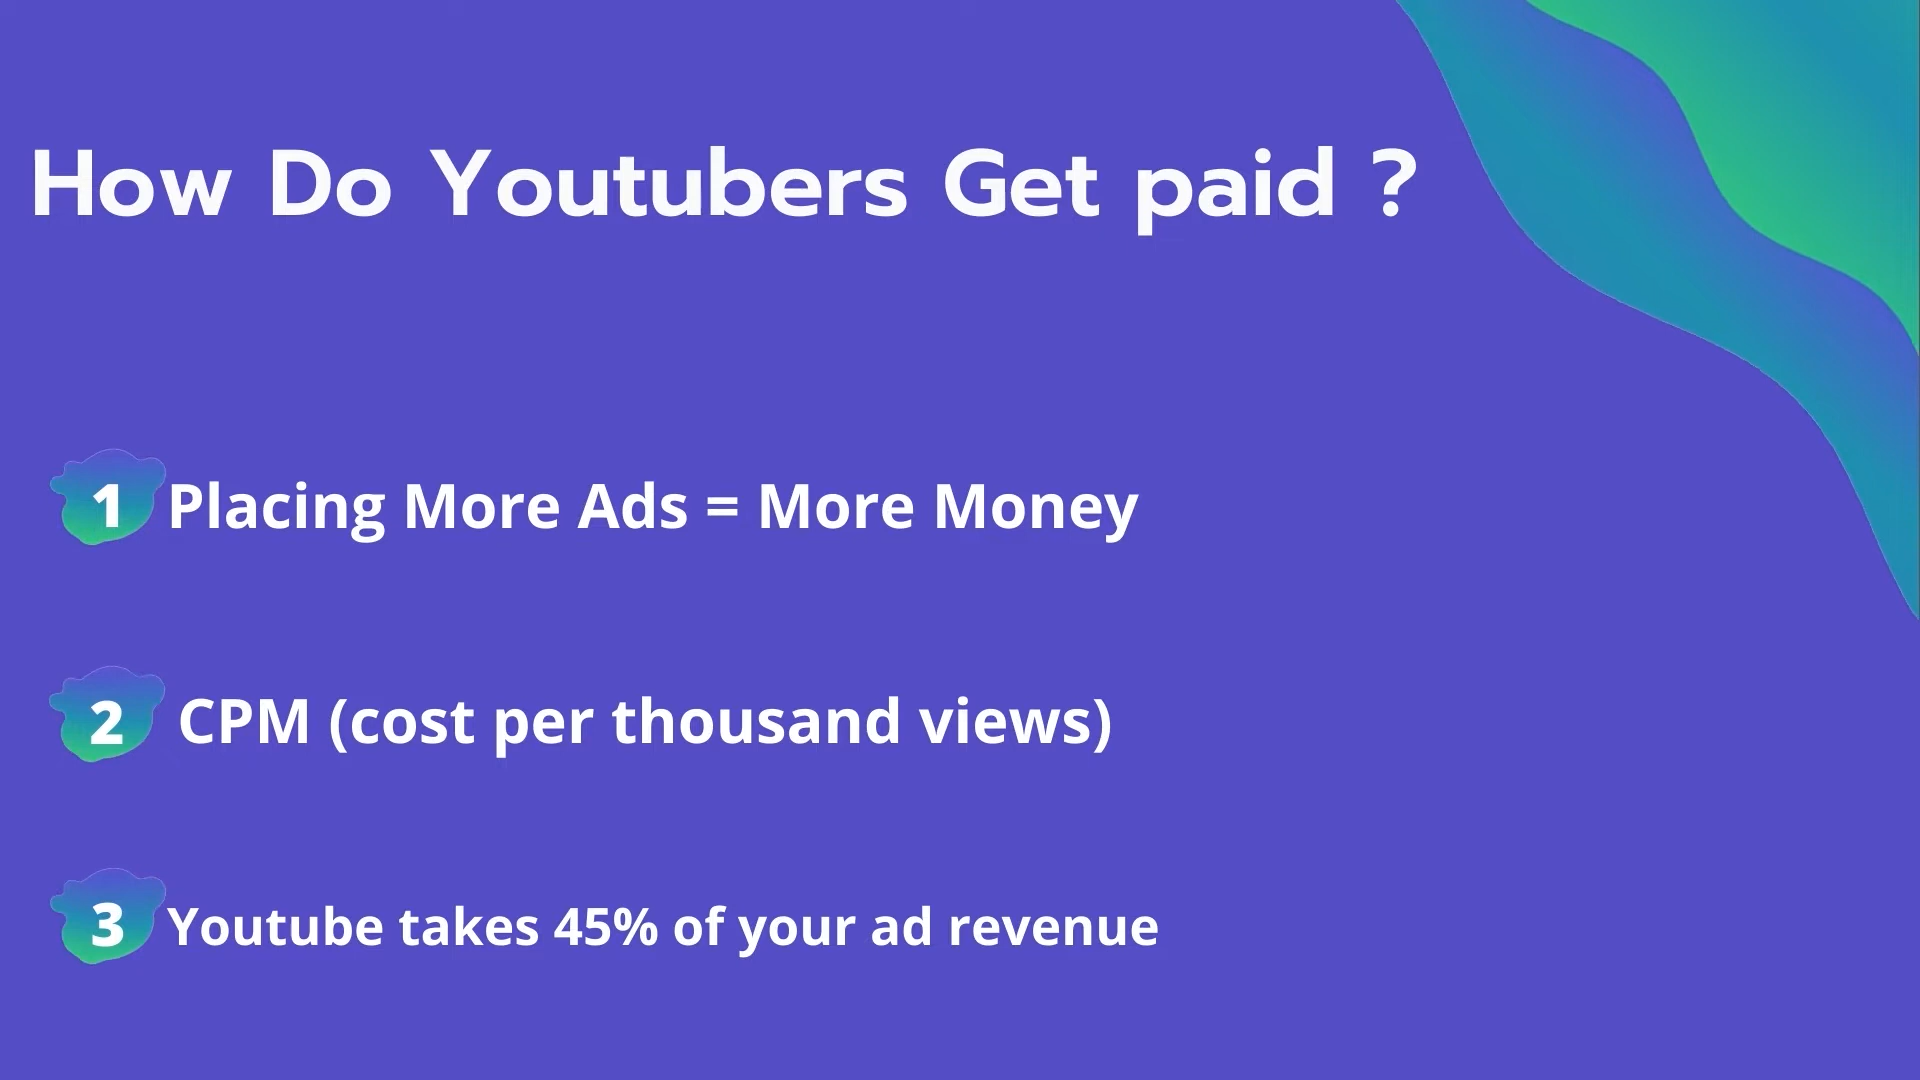 How Do Youtubers Get paid ?
1 Placing More Ads = More Money
2 CPM (cost per thousand views)
3 Youtube takes 45% of your ad revenue